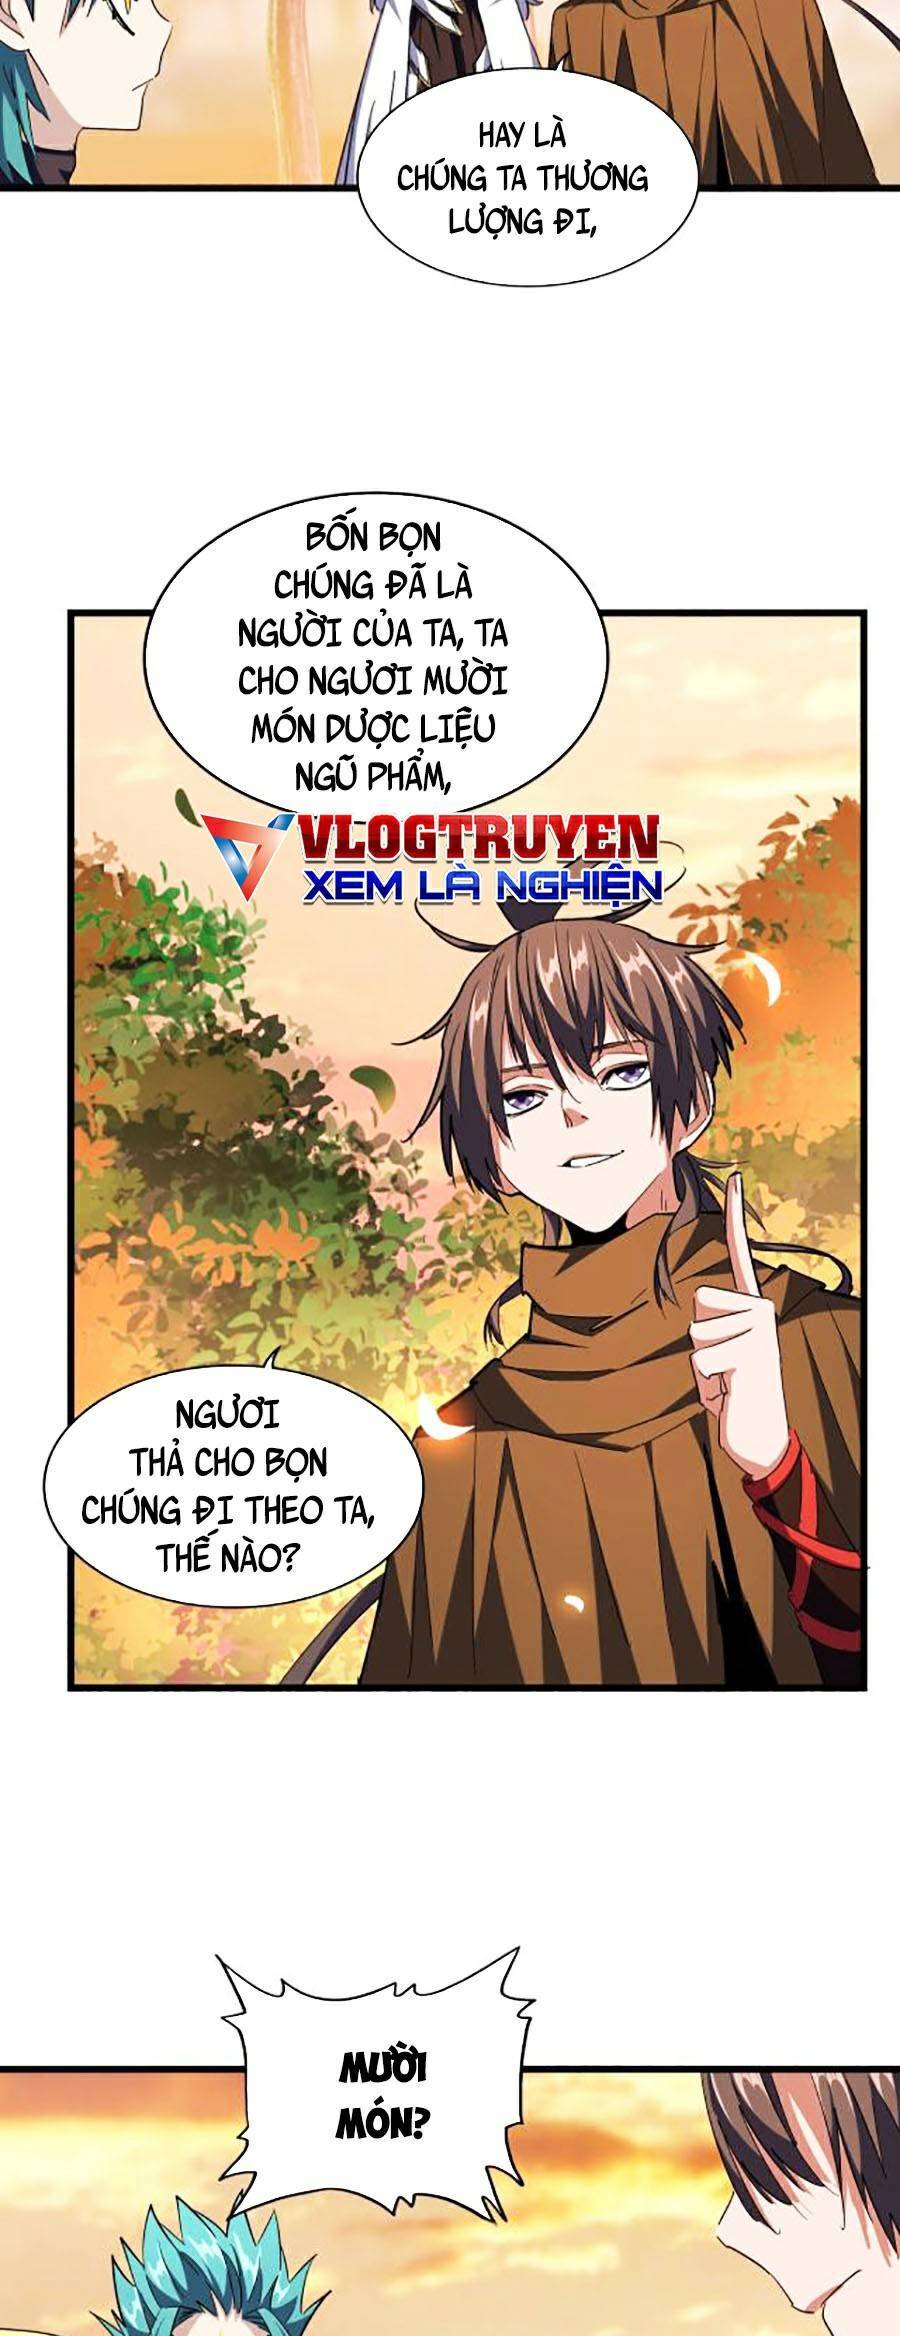 HAY LÀ
CHÚNG TA THƯƠNG
LƯỢNG ĐI,
BỐN BỌN
CHÚNG ĐÃ LÀ
NGƯỜI CỦA TA, TA
CHO NGƯƠI MƯỜI
MÓN DƯỢC LIỆU
NGŨ PHẨM,
VLOGTRUYEN
XEM LÀ NGHIỆN
NGƯƠI
THẢ CHO BỌN
CHÚNG ĐI THEO TA,
THẾ NÀO?
MƯỜI
MÓN?